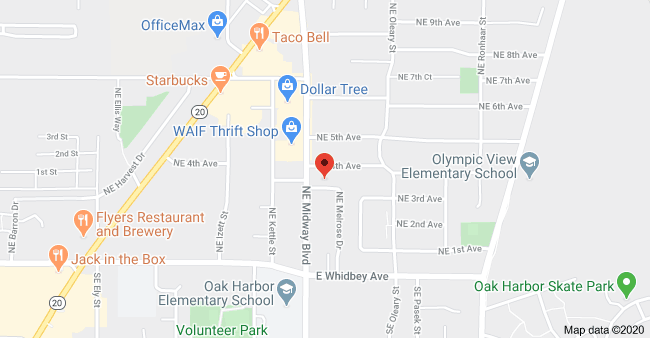 OfficeMax
Taco Bell
NE Oleary St
NE 9th Ave
NE Ronhaar St
NE 8th Ave
Starbucks
Dollar Tree
NE 7th Ct
NE 7th Ave
NE Ellis Way
20
NE 6th Ave
WAIF Thrift Shop
NE 5th Ave
3rd St
2nd St
1st St
NE Harvest Dr
NE 4th Ave
th Ave
Olympic View
Elementary School
NE Barron Dr
Flyers Restaurant
and Brewery
NE Izett St
NE Kettle St
NE Midway Blvd
NE Melrose Dr
NE 3rd Ave
NE 2nd Ave
NE 1st Ave
Jack in the Box
SE Ely St
20
E Whidbey Ave
Oak Harbor
Elementary School
Volunteer Park
SE Oleary St
SE Pasek St
Oak Harbor Skate Park
Map data ©2020